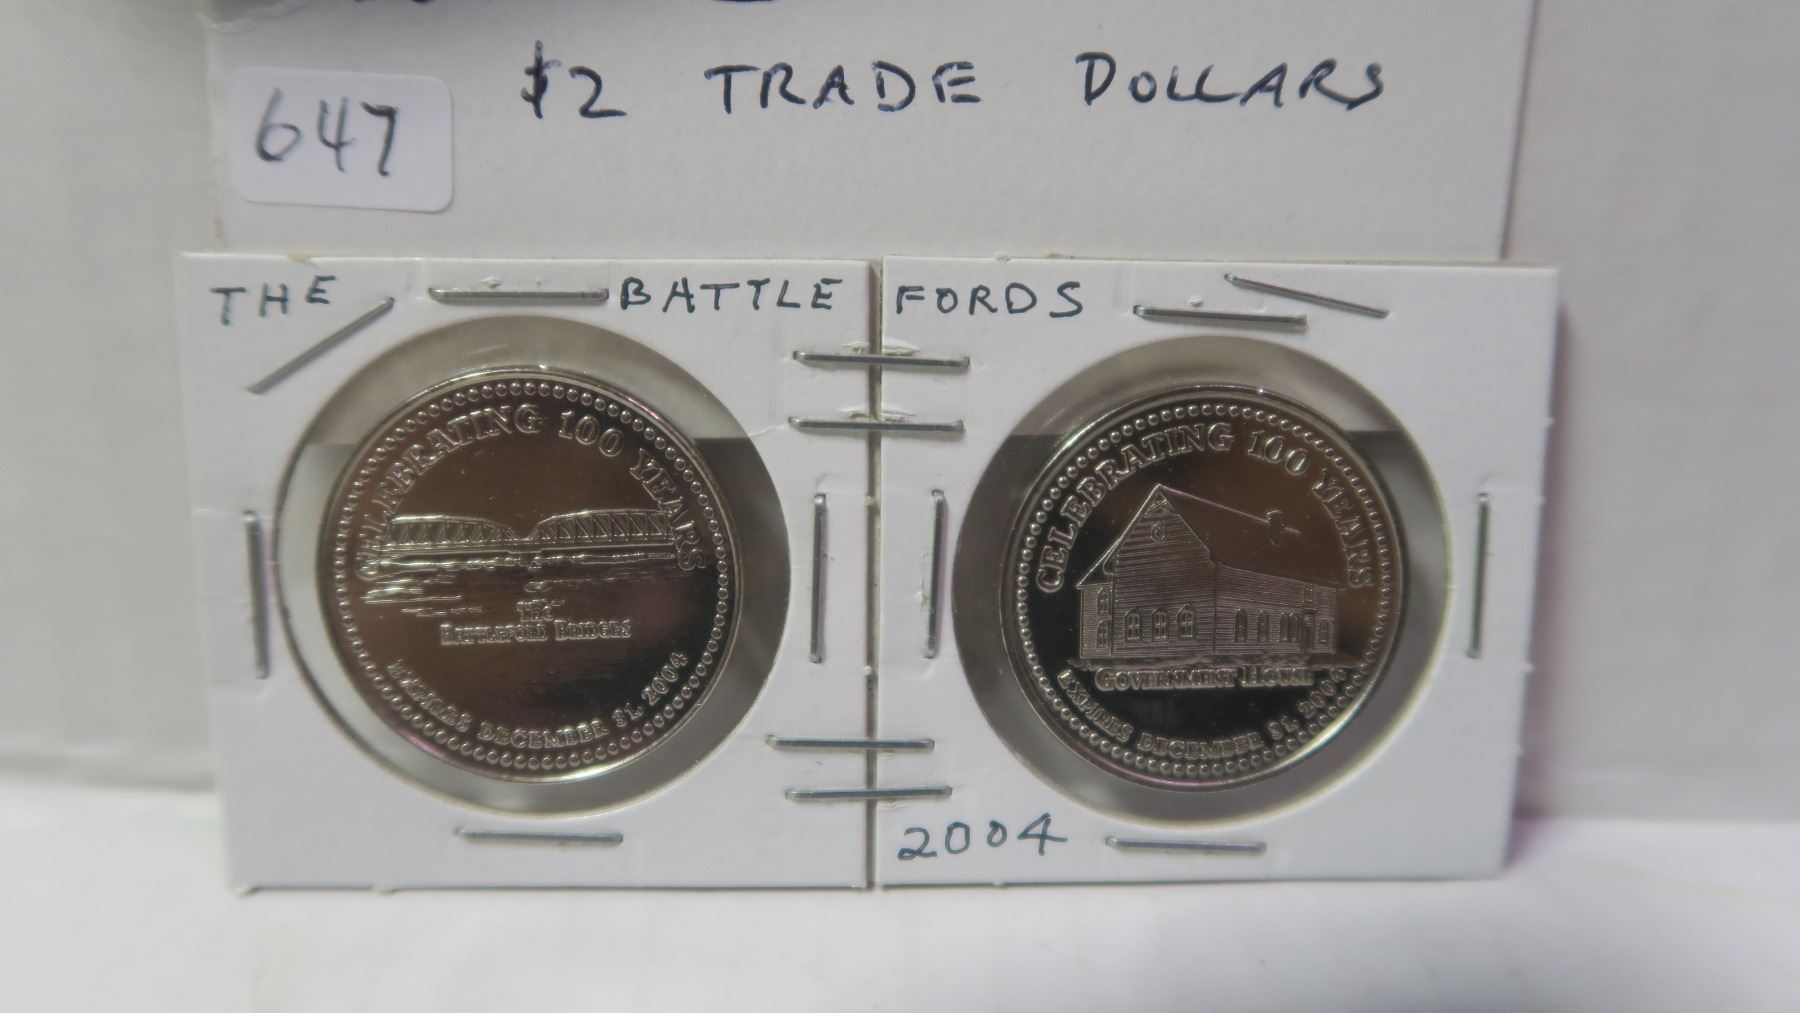 $2 TRADE DOLLARS
647
THE BATTLE FORDS
CELEBRATING 100 YEARS
THE
BATTLEFORD BRIDGES
EXPIRES DECEMBER 31, 2004
CELEBRATING 100 YEARS
GOVERNMENT HOUSE
EXPIRES DECEMBER 31, 2004
2004